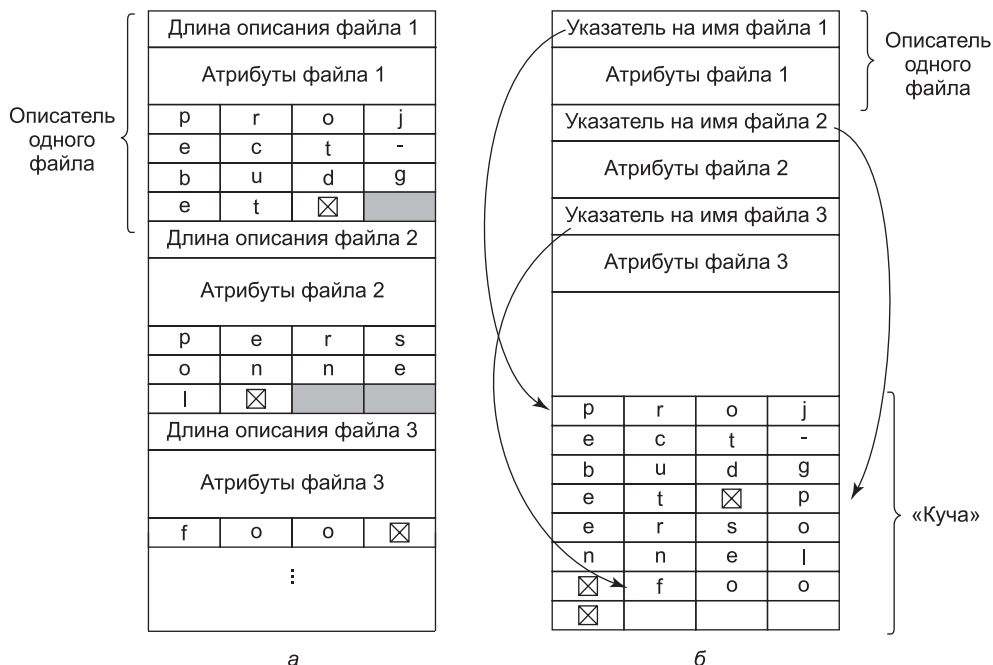 Длина описания файла 1
Атрибуты файла 1
Описатель
одного
файла
p r o j
e c t -
b u d g
e t
Длина описания файла 2
Атрибуты файла 2
p e r s
o n n e
l
Длина описания файла 3
Атрибуты файла 3
f o o
а
Указатель на имя файла 1
Атрибуты файла 1
Описатель
одного
файла
Указатель на имя файла 2
Атрибуты файла 2
Указатель на имя файла 3
Атрибуты файла 3
p r o j
e c t -
b u d g
e t p
e r s o
n n e l
f o o
«Куча»
б